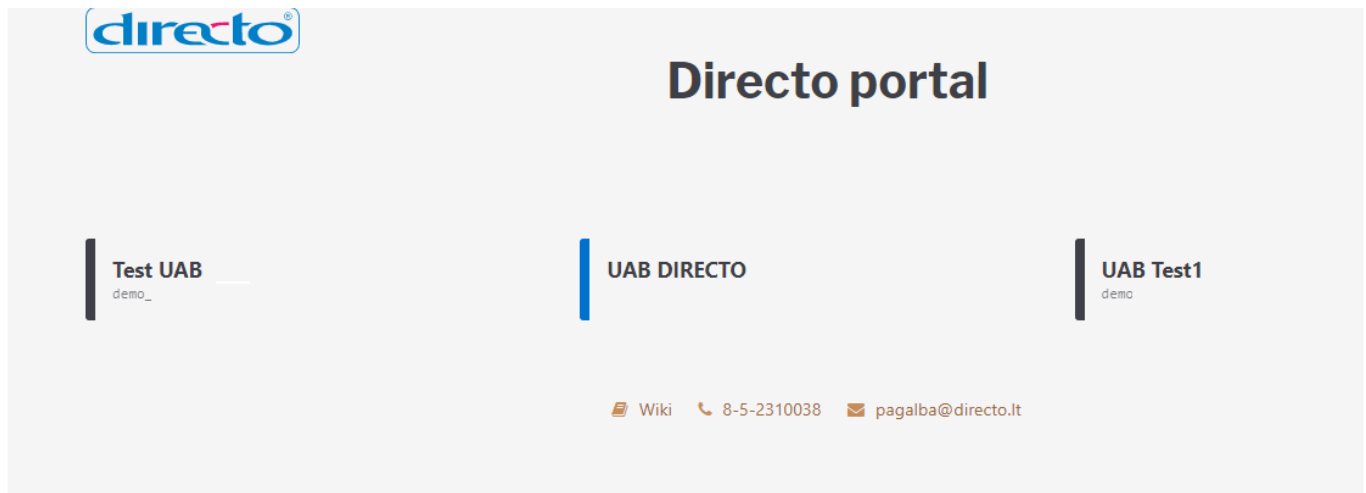 directo®
Directo portal
Test UAB
demo_
UAB DIRECTO
UAB Test1
demo
Wiki 8-5-2310038 pagalba@directo.lt